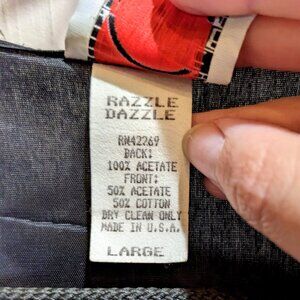 RAZZLE
DAZZLE
RN42269
BACK:
100% ACETATE
FRONT:
50% ACETATE
50% COTTON
DRY CLEAN ONLY
MADE IN U.S.A.
LARGE